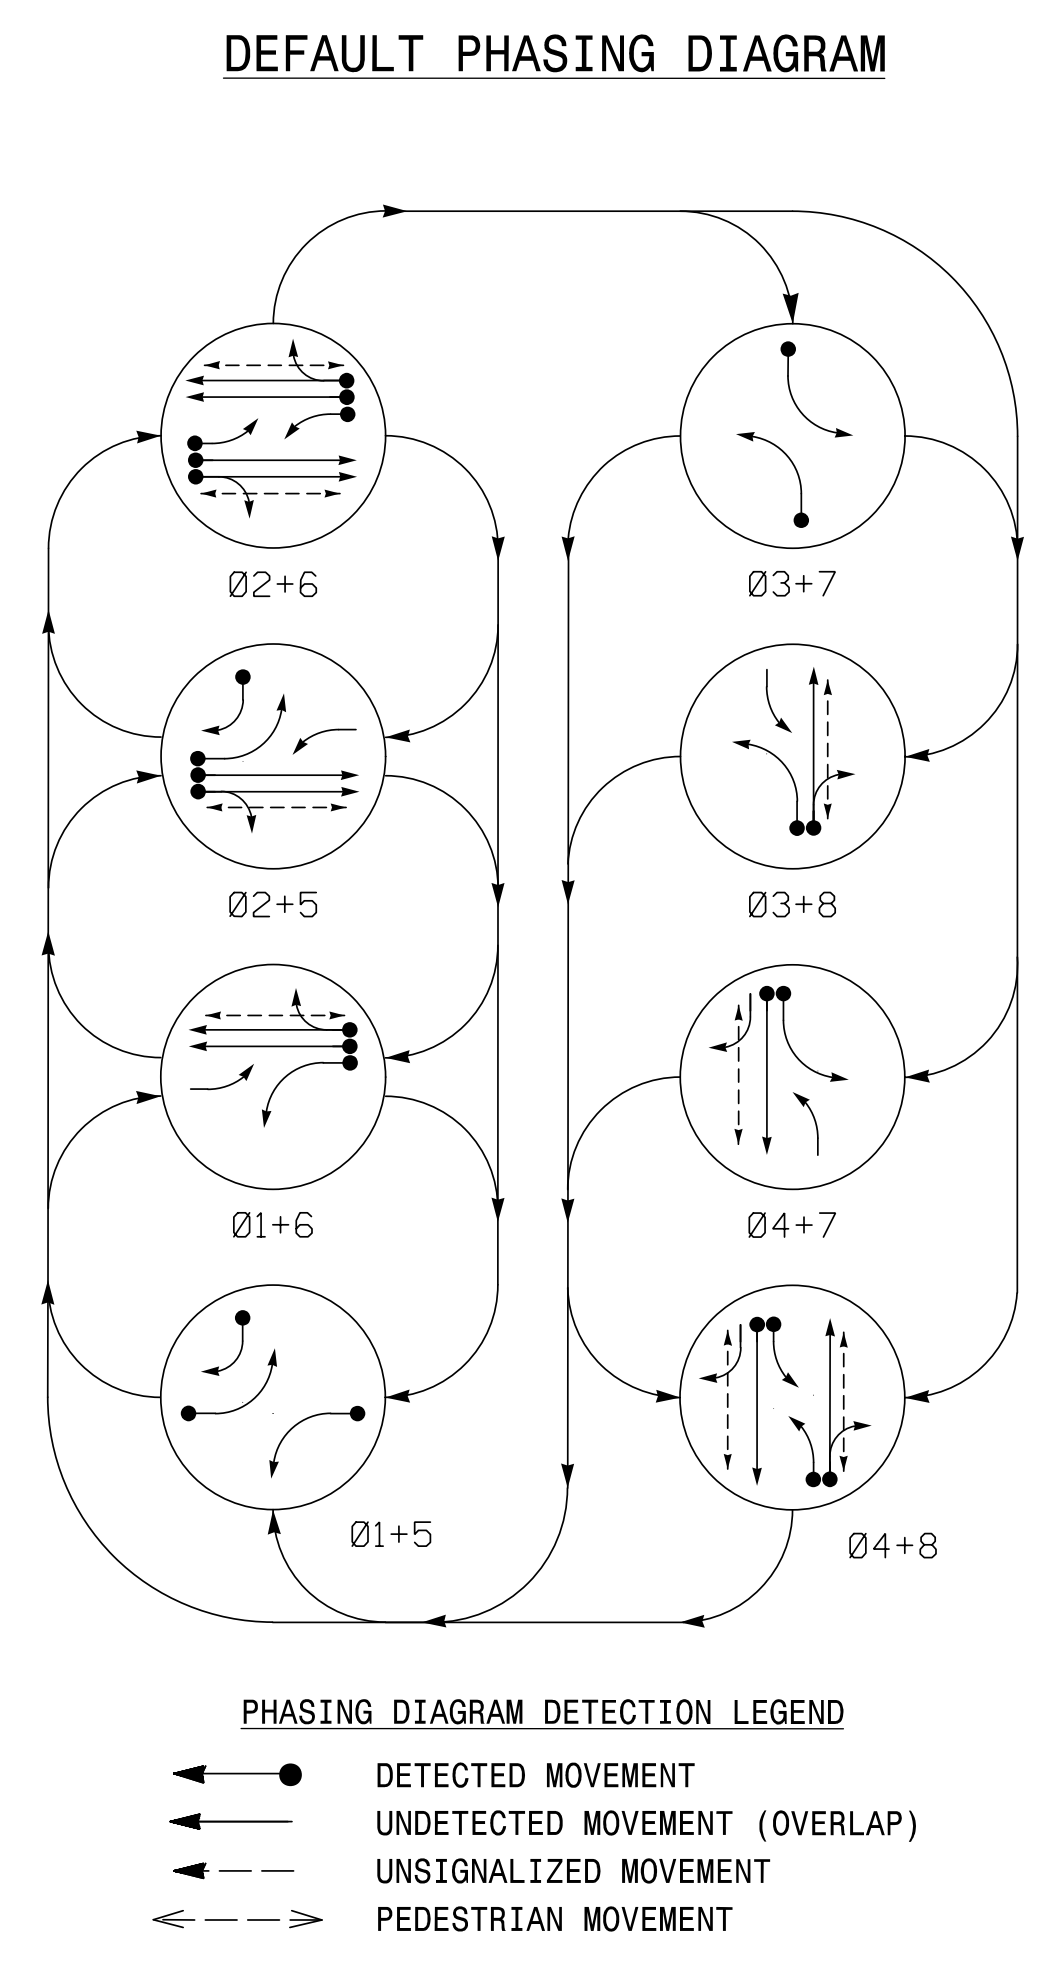 DEFAULT PHASING DIAGRAM
Ø2+6
Ø3+7
Ø2+5
Ø3+8
Ø1+6
Ø4+7
Ø1+5
Ø4+8
PHASING DIAGRAM DETECTION LEGEND
DETECTED MOVEMENT
UNDETECTED MOVEMENT (OVERLAP)
UNSIGNALIZED MOVEMENT
PEDESTRIAN MOVEMENT